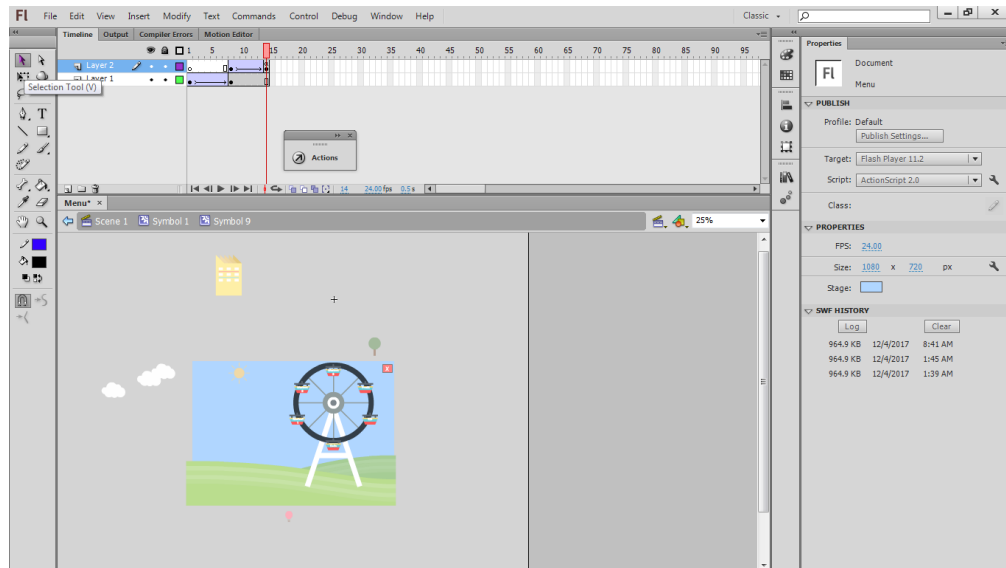 Fl File Edit View Insert Modify Text Commands Control Debug Window Help Classic
Timeline Output Compiler Errors Motion Editor
1 5 10 15 20 25 30 35 40 45 50 55 60 65 70 75 80 85 90 95
Layer 2
Layer 1
Selection Tool (V)
Actions
14 24.00 fps 0.5 s
Menu* ×
Scene 1 Symbol 1 Symbol 9 25%
x
Properties
Fl
Document
Menu
PUBLISH
Profile: Default
Publish Settings...
Target: Flash Player 11.2
Script: ActionScript 2.0
Class:
PROPERTIES
FPS: 24.00
Size: 1080 x 720 px
Stage:
SWF HISTORY
Log Clear
964.9 KB 12/4/2017 8:41 AM
964.9 KB 12/4/2017 1:45 AM
964.9 KB 12/4/2017 1:39 AM